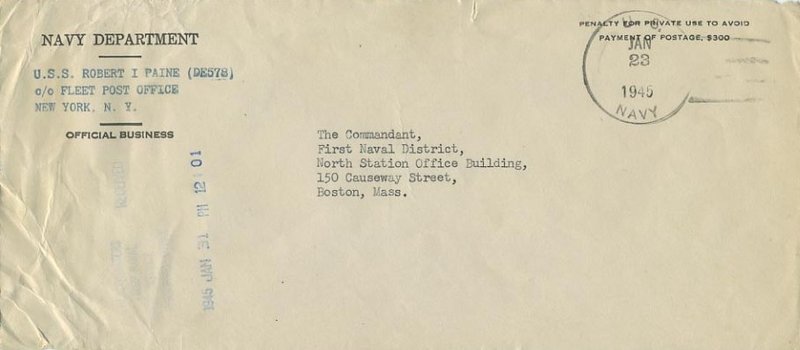 NAVY DEPARTMENT
U.S.S. ROBERT I PAINE (DE578)
c/o FLEET POST OFFICE
NEW YORK, N. Y.
OFFICIAL BUSINESS
PENALTY FOR PRIVATE USE TO AVOID
PAYMENT OF POSTAGE, $300
JAN
23
1945
NAVY
The Commandant,
First Naval District,
North Station Office Building,
150 Causeway Street,
Boston, Mass.
1945 JAN 31 PM 12 01